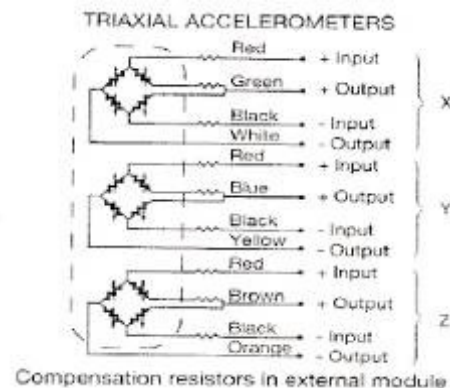 TRIAXIAL ACCELEROMETERS
Red + Input
Green + Output
Black - Input
White - Output
X
Red + Input
Blue + Output
Black - Input
Yellow - Output
Y
Red + Input
Brown + Output
Black - Input
Orange - Output
Z
Compensation resistors in external module